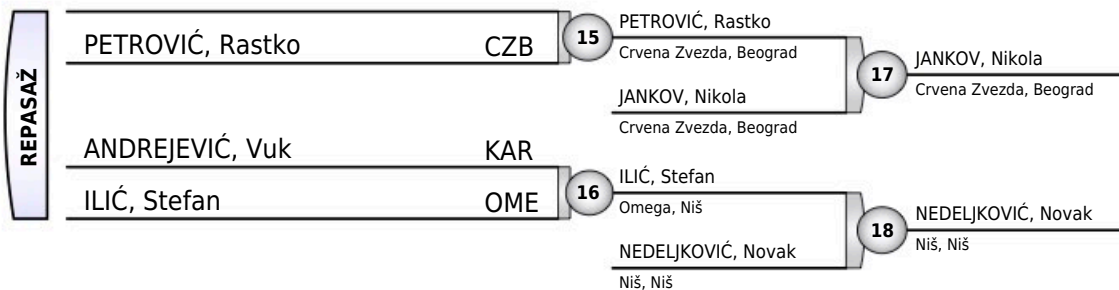 REPASAŽ
PETROVIĆ, Rastko CZB
ANDREJEVIĆ, Vuk KAR
ILIĆ, Stefan OME
15
PETROVIĆ, Rastko
Crvena Zvezda, Beograd
JANKOV, Nikola
Crvena Zvezda, Beograd
16
ILIĆ, Stefan
Omega, Niš
NEDELJKOVIĆ, Novak
Niš, Niš
17
JANKOV, Nikola
Crvena Zvezda, Beograd
18
NEDELJKOVIĆ, Novak
Niš, Niš